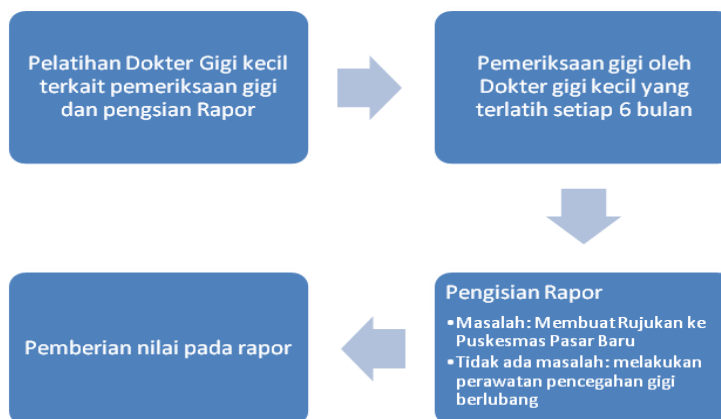 Pelatihan Dokter Gigi kecil
terkait pemeriksaan gigi
dan pengsian Rapor
Pemeriksaan gigi oleh
Dokter gigi kecil yang
terlatih setiap 6 bulan
Pengisian Rapor
•Masalah: Membuat Rujukan ke
Puskesmas Pasar Baru
•Tidak ada masalah: melakukan
perawatan pencegahan gigi
berlubang
Pemberian nilai pada rapor